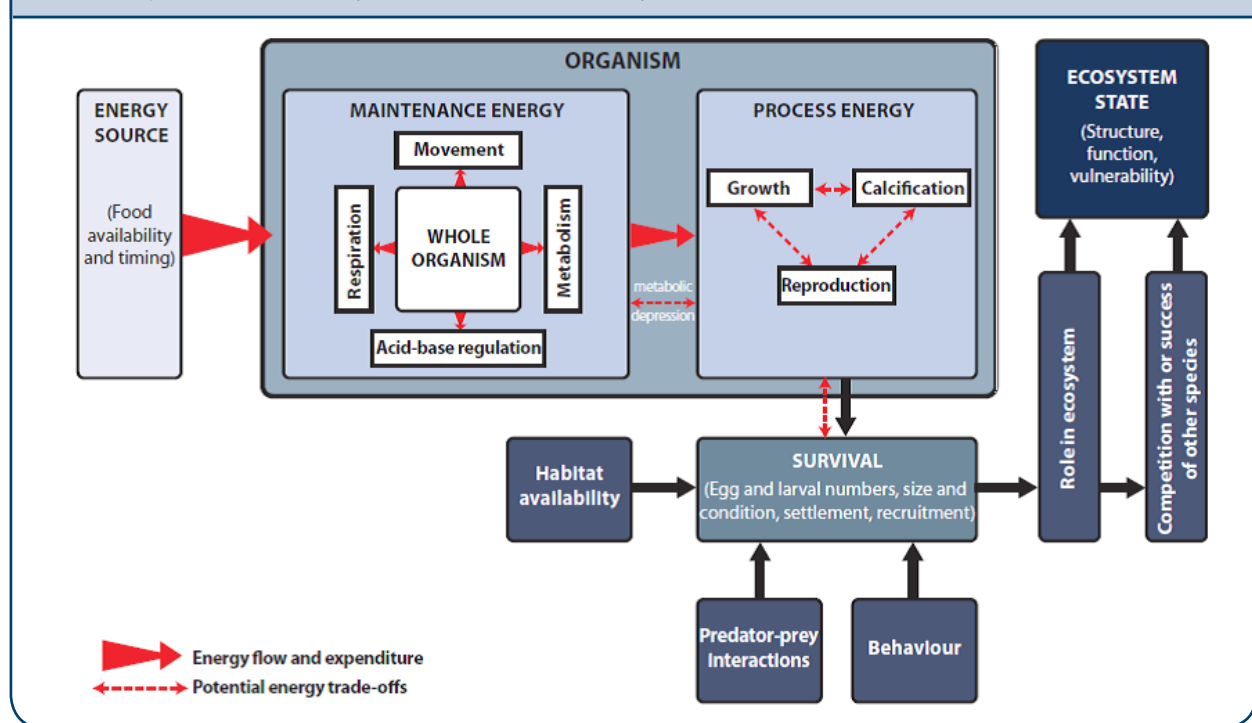 ORGANISM
ENERGY
SOURCE
(Food
availability
and timing)
MAINTENANCE ENERGY
Movement
Respiration
WHOLE
ORGANISM
Metabolism
Acid-base regulation
metabolic
depression
PROCESS ENERGY
Growth
Calcification
Reproduction
ECOSYSTEM
STATE
(Structure,
function,
vulnerability)
Habitat
availability
SURVIVAL
(Egg and larval numbers, size and
condition, settlement, recruitment)
Role in ecosystem
Competition with or success
of other species
Predator-prey
Interactions
Behaviour
Energy flow and expenditure
Potential energy trade-offs